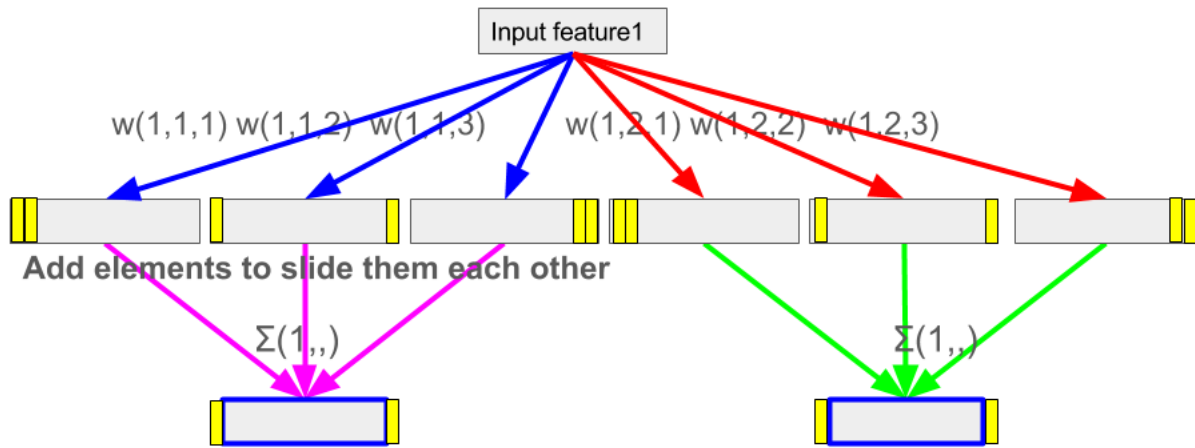 Input feature1
w(1,1,1) w(1,1,2) w(1,1,3) w(1,2,1) w(1,2,2) w(1,2,3)
Add elements to slide them each other
Σ(1,,) Σ(1,,)